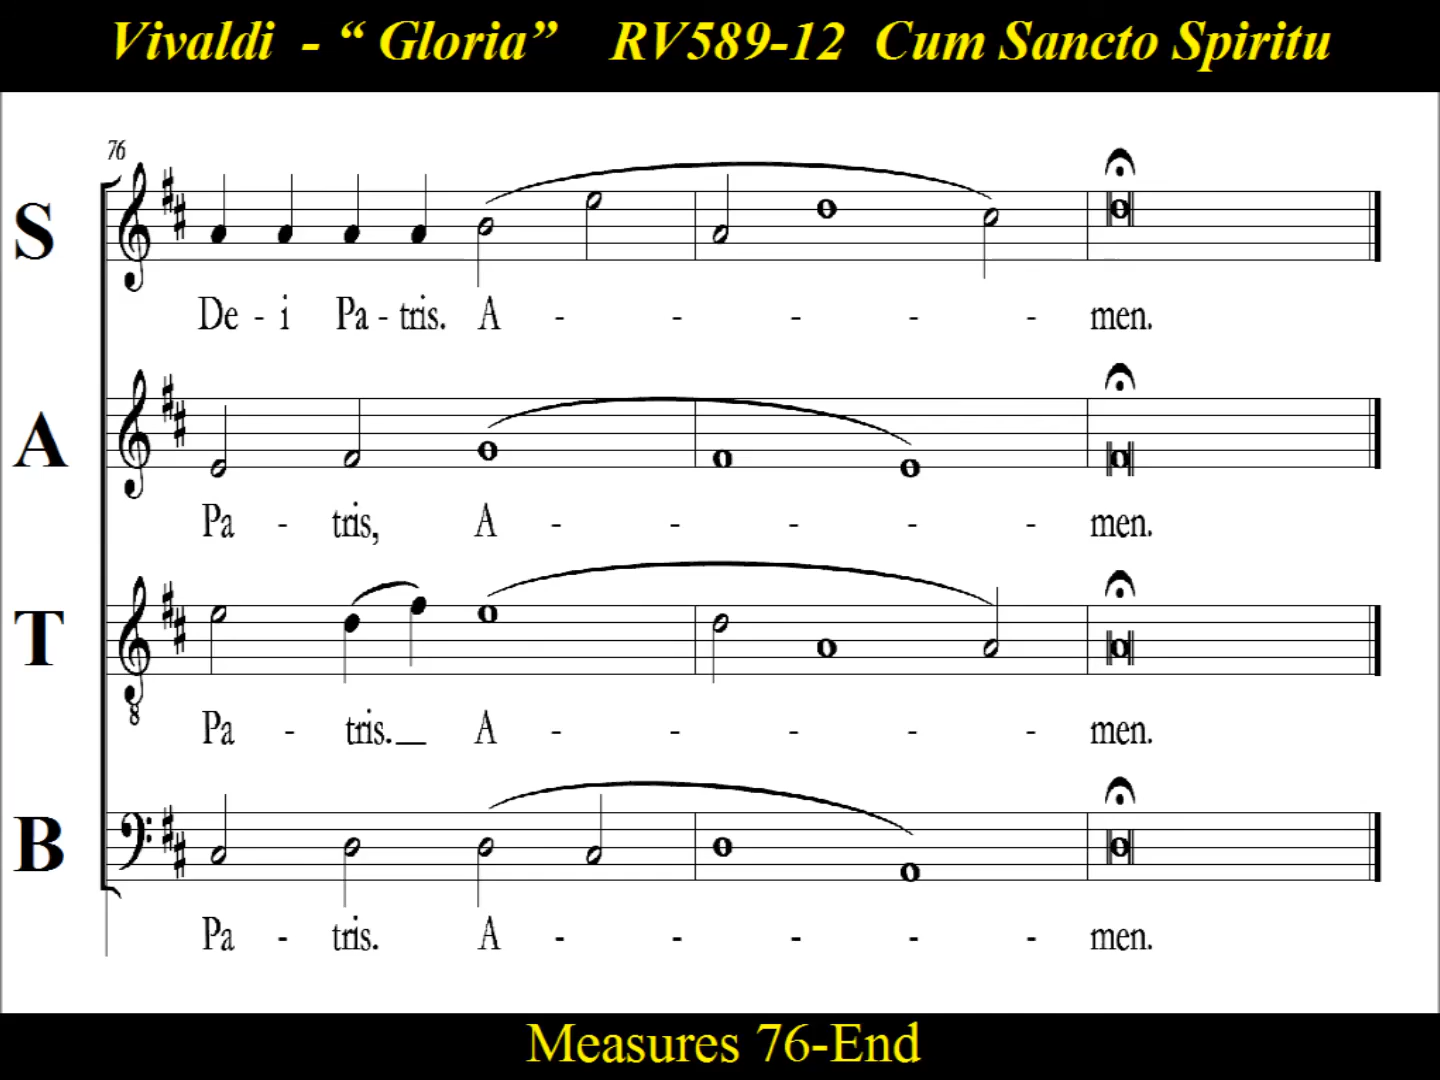 Vivaldi - “ Gloria” RV589-12 Cum Sancto Spiritu
76
S
De - i Pa - tris. A - - - - - men.
A
Pa - tris, A - - - - - men.
T
8
Pa - tris. A - - - - - men.
B
Pa - tris. A - - - - - men.
Measures 76-End